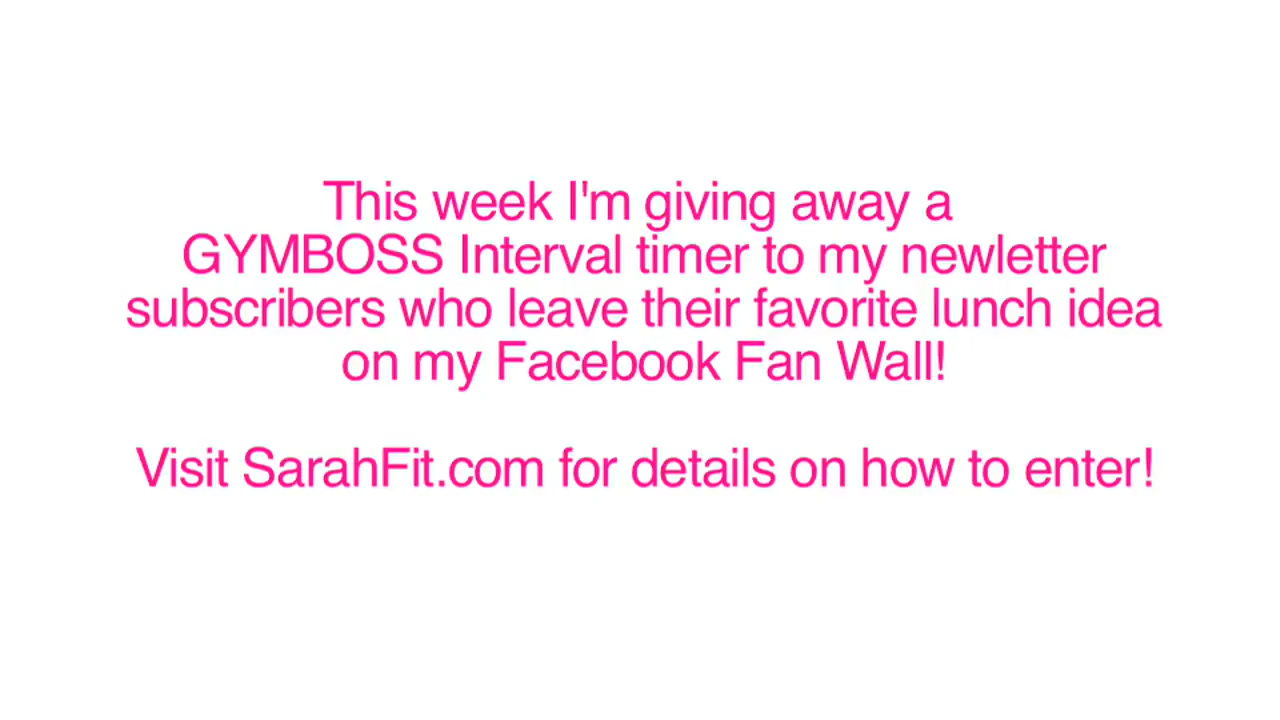 This week I'm giving away a
GYMBOSS Interval timer to my newletter
subscribers who leave their favorite lunch idea
on my Facebook Fan Wall!
Visit SarahFit.com for details on how to enter!